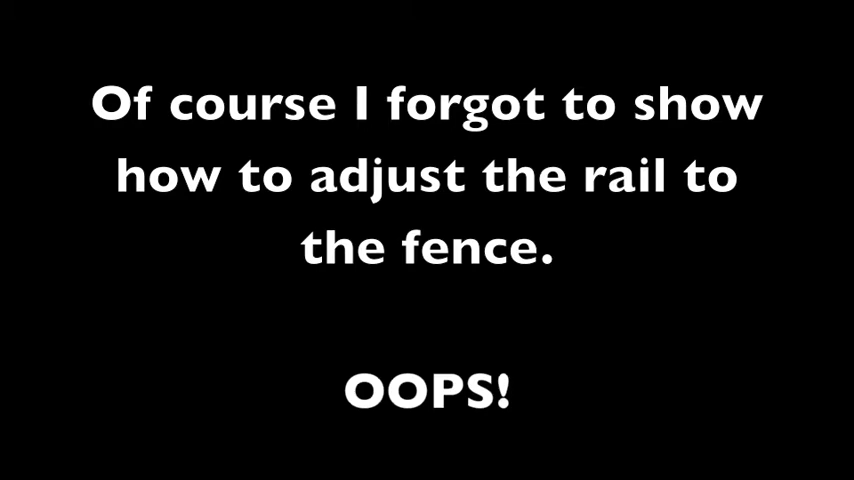 Of course I forgot to show
how to adjust the rail to
the fence.
OOPS!